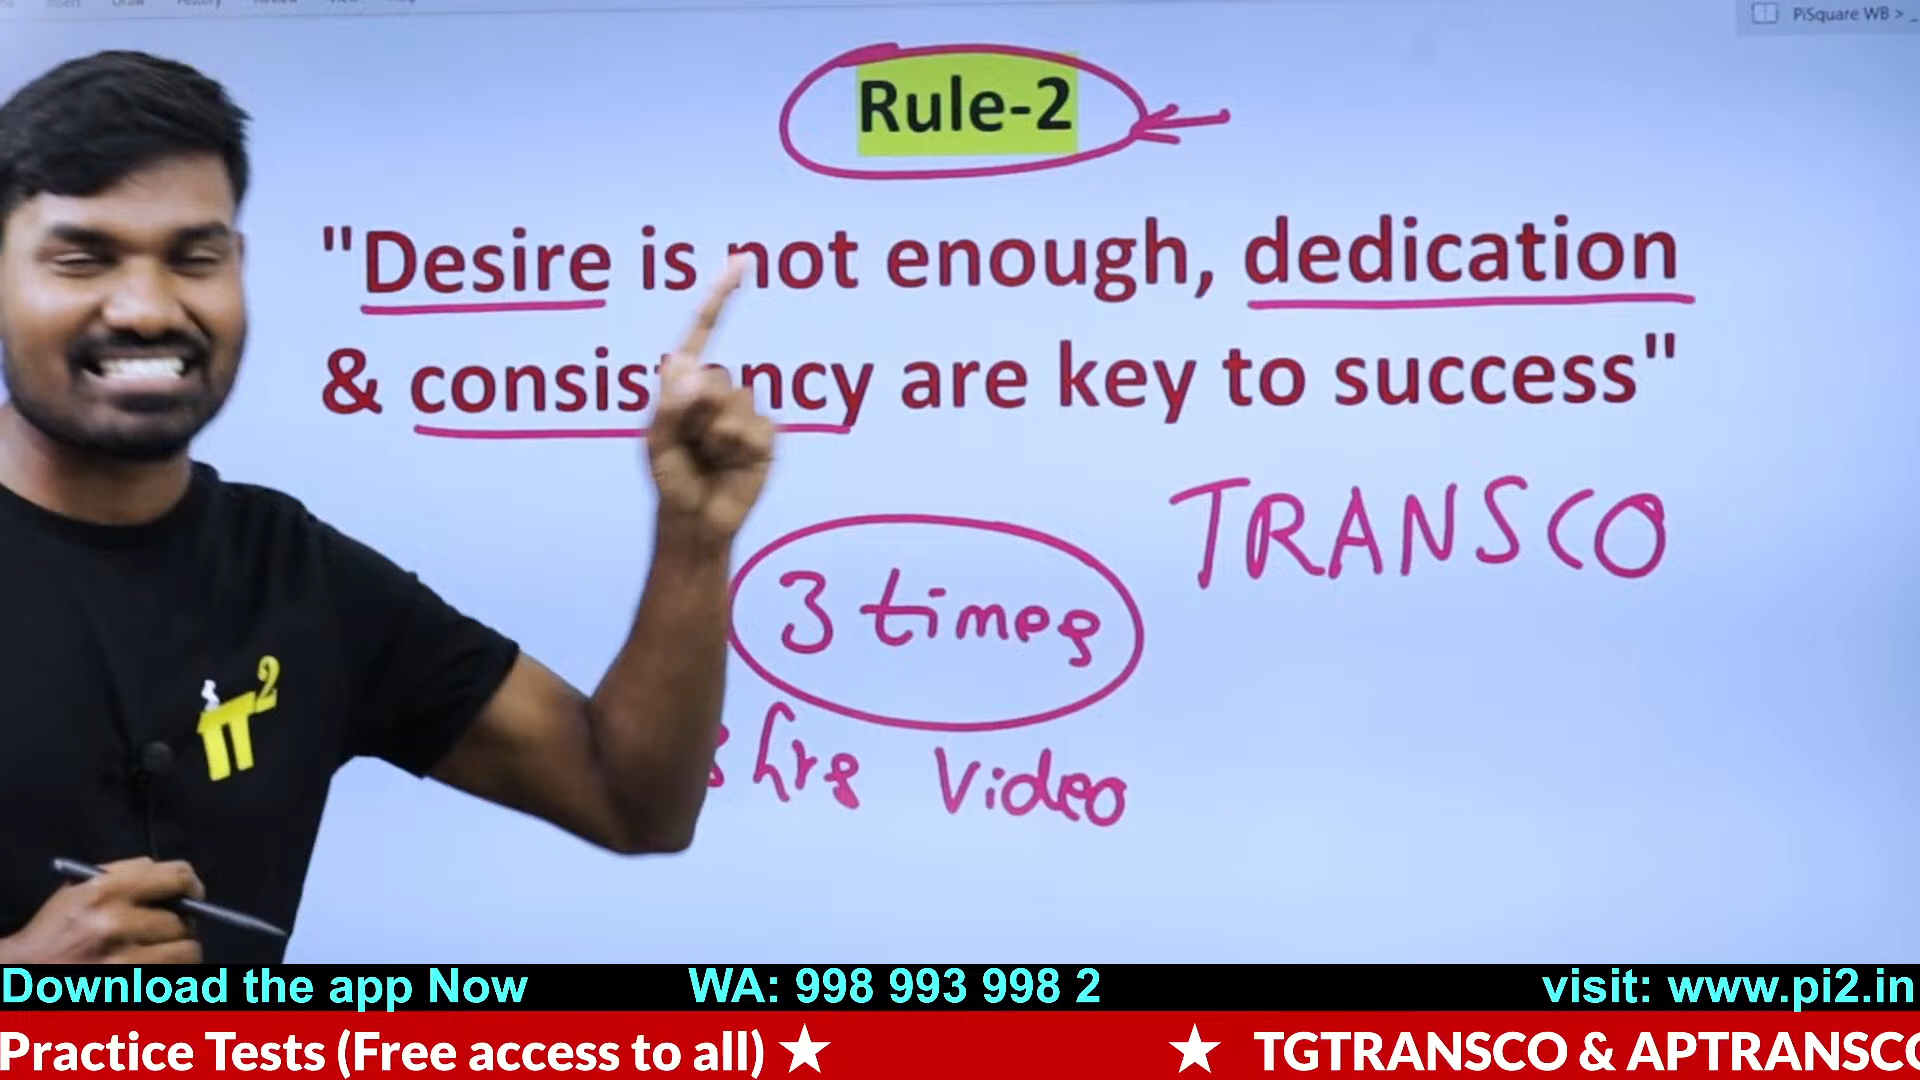 PiSquare WB >
Rule-2
"Desire is not enough, dedication
& consistency are key to success"
TRANSCO
3 times
hrs Video
π2
Download the app Now WA: 998 993 998 2 visit: www.pi2.in
Practice Tests (Free access to all) ★ ★ TGTRANSCO & APTRANSCO